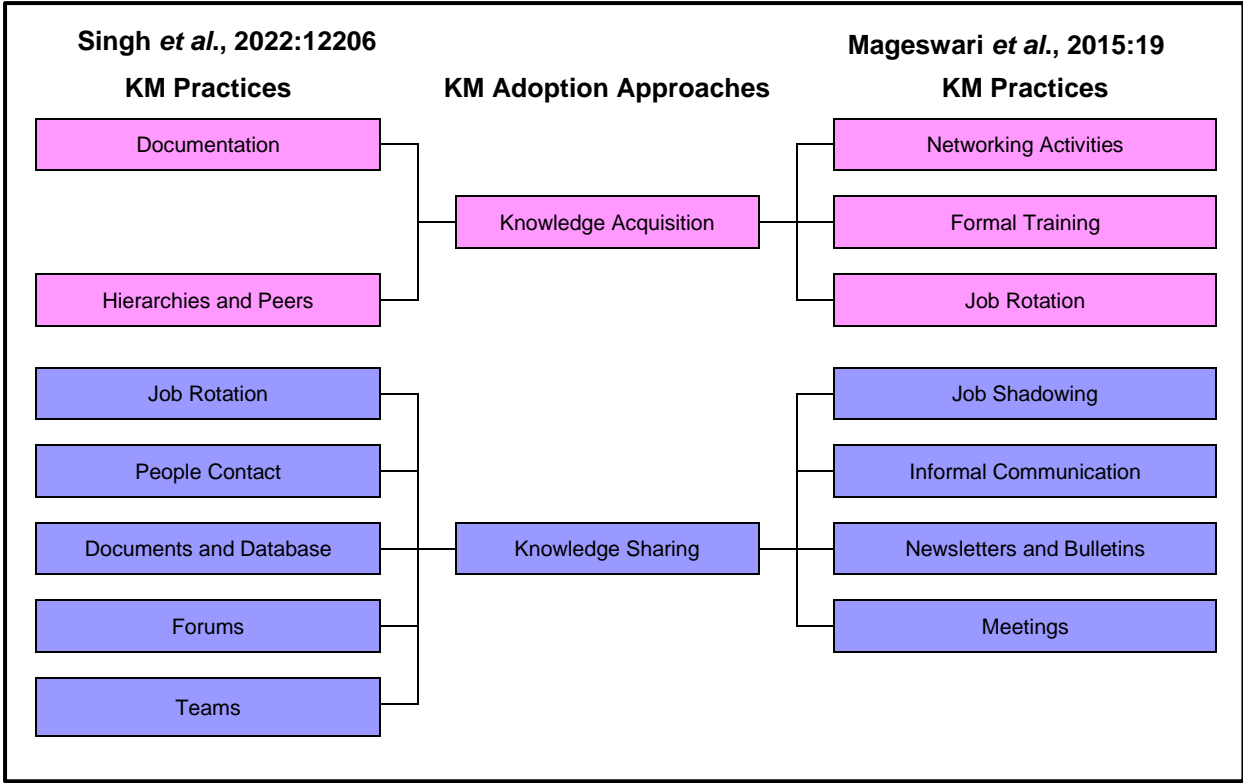 Singh et al., 2022:12206
Mageswari et al., 2015:19
KM Practices
KM Adoption Approaches
KM Practices
Documentation
Networking Activities
Knowledge Acquisition
Formal Training
Hierarchies and Peers
Job Rotation
Job Rotation
Job Shadowing
People Contact
Informal Communication
Documents and Database
Knowledge Sharing
Newsletters and Bulletins
Forums
Meetings
Teams